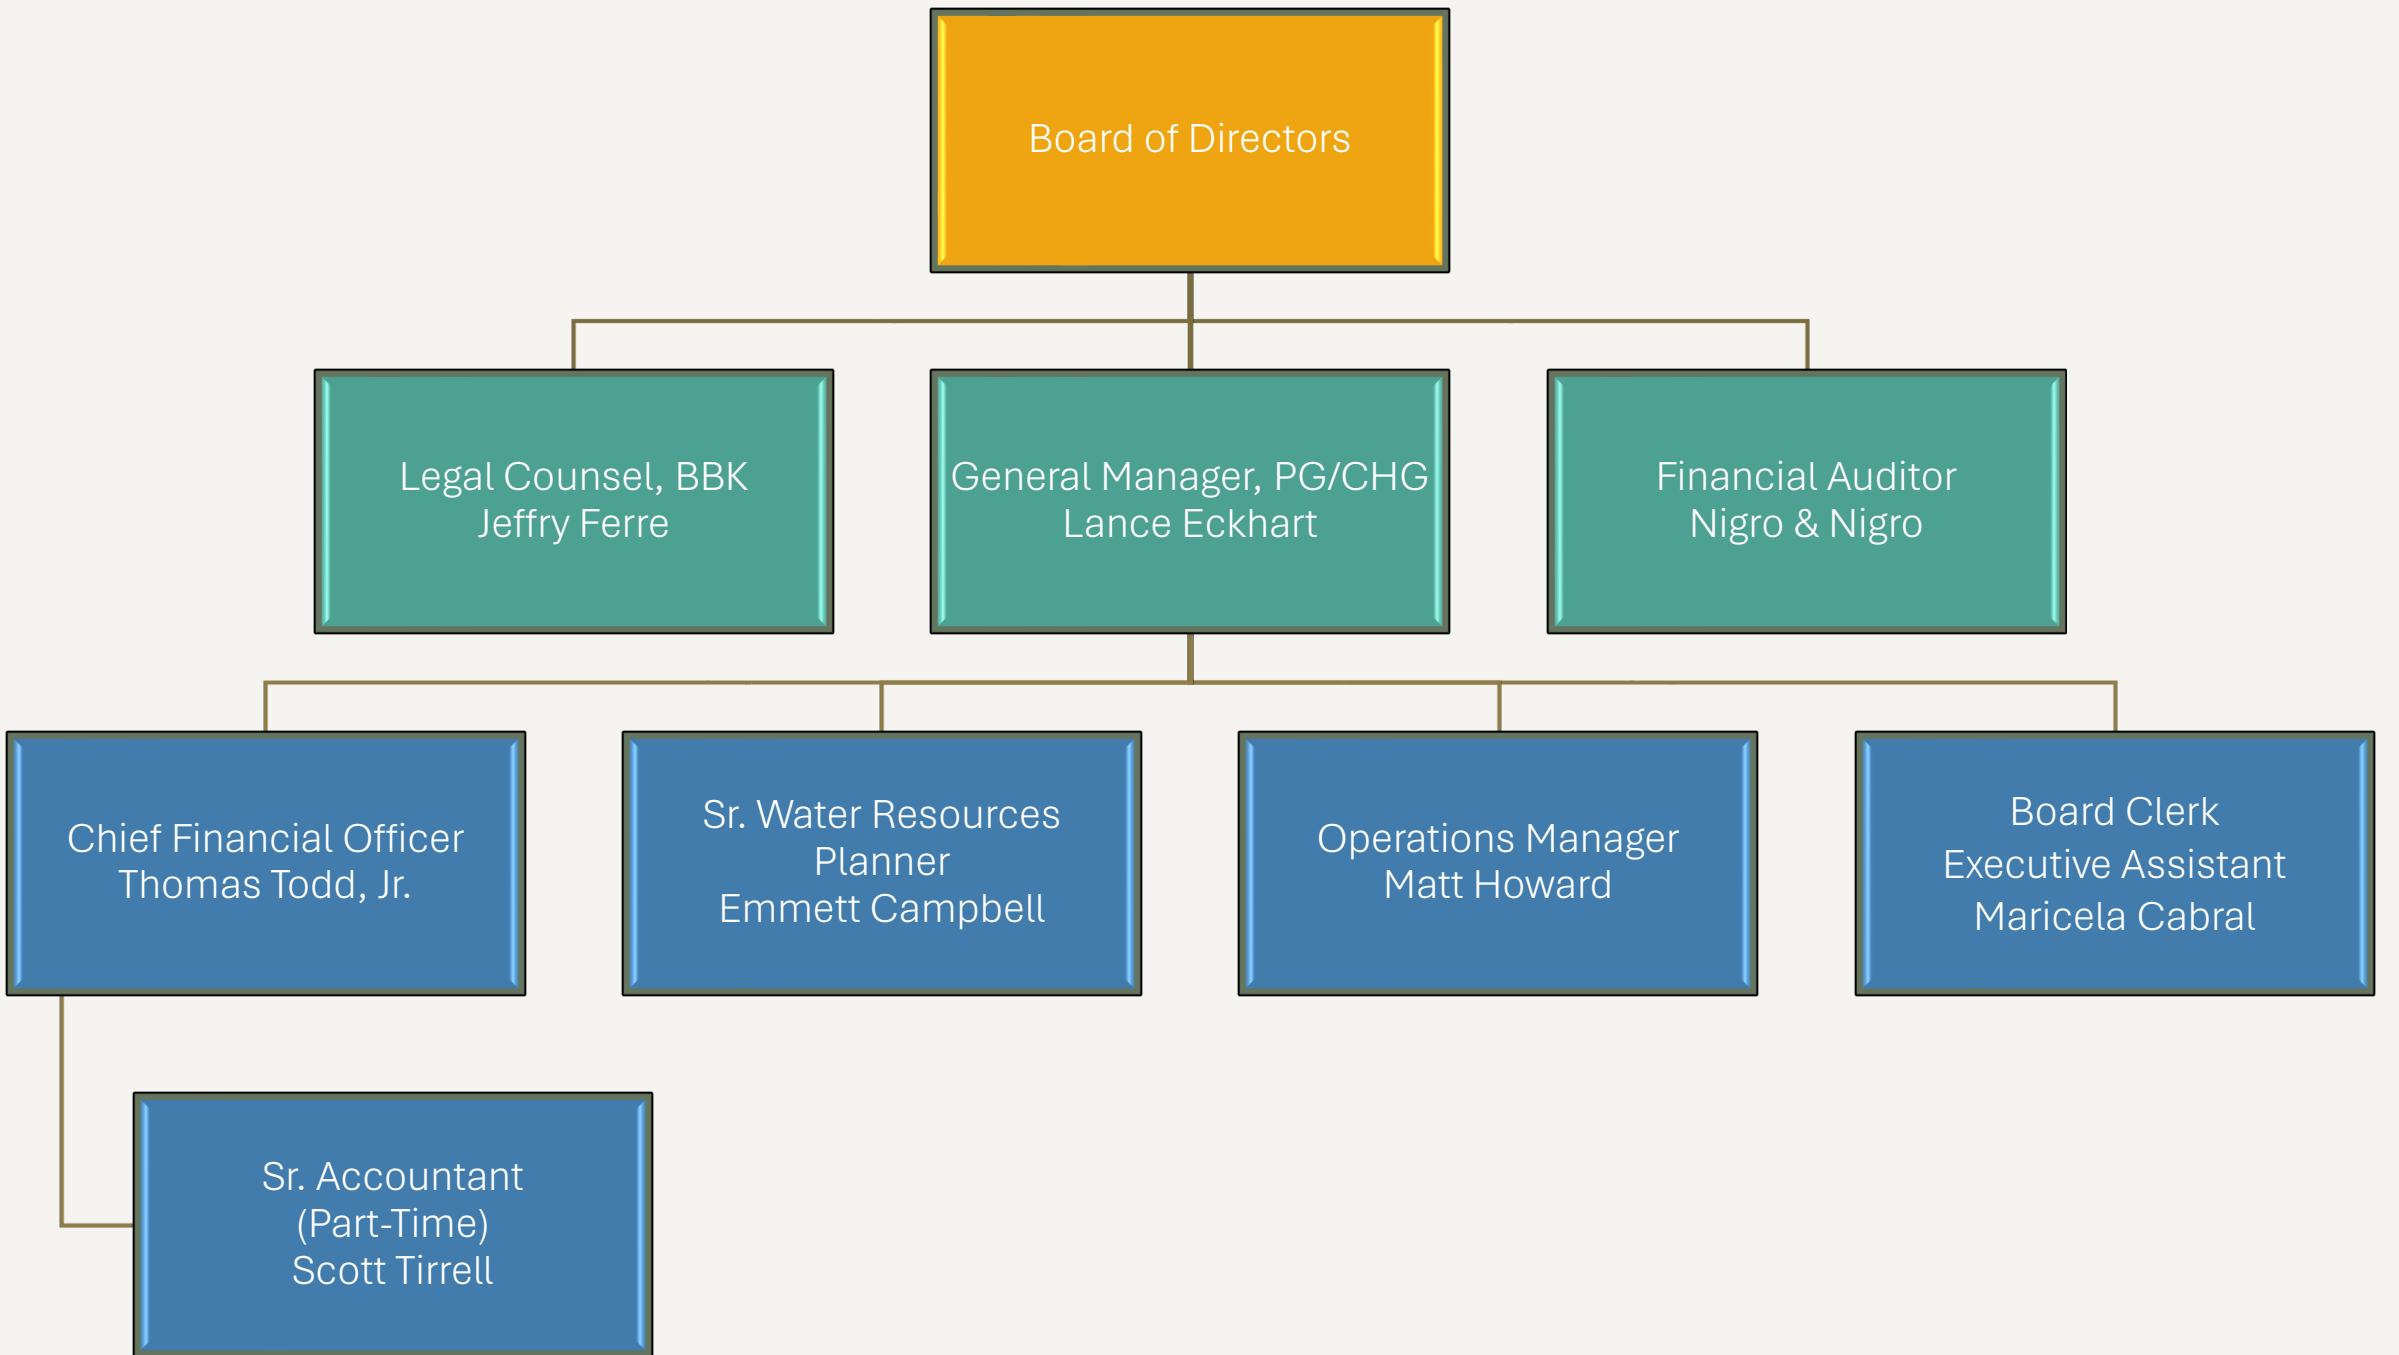 Board of Directors
Legal Counsel, BBK
Jeffry Ferre
General Manager, PG/CHG
Lance Eckhart
Financial Auditor
Nigro & Nigro
Chief Financial Officer
Thomas Todd, Jr.
Sr. Water Resources
Planner
Emmett Campbell
Operations Manager
Matt Howard
Board Clerk
Executive Assistant
Maricela Cabral
Sr. Accountant
(Part-Time)
Scott Tirrell